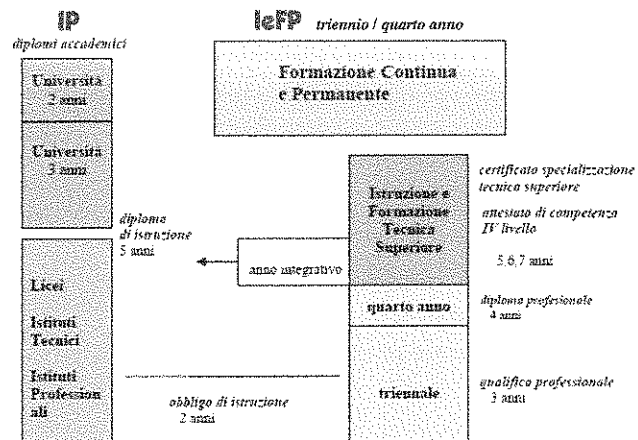 IP
diplomi accademici
Università
2 anni
Università
3 anni
diploma
di istruzione
5 anni
Licei
Istituti
Tecnici
Istituti
Profession
ali
obbligo di istruzione
2 anni
IeFP triennio / quarto anno
Formazione Continua
e Permanente
Istruzione e
Formazione
Tecnica
Superiore
certificato specializzazione
tecnica superiore
attestato di competenza
IV livello
5,6,7 anni
anno integrativo
quarto anno
diploma profesionale
4 anni
triennale
qualifica professionale
3 anni